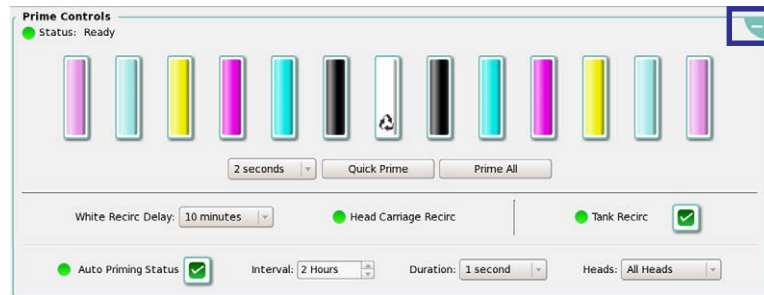 Prime Controls
Status: Ready
2 seconds Quick Prime Prime All
White Recirc Delay: 10 minutes Head Carriage Recirc Tank Recirc
Auto Priming Status Interval: 2 Hours Duration: 1 second Heads: All Heads